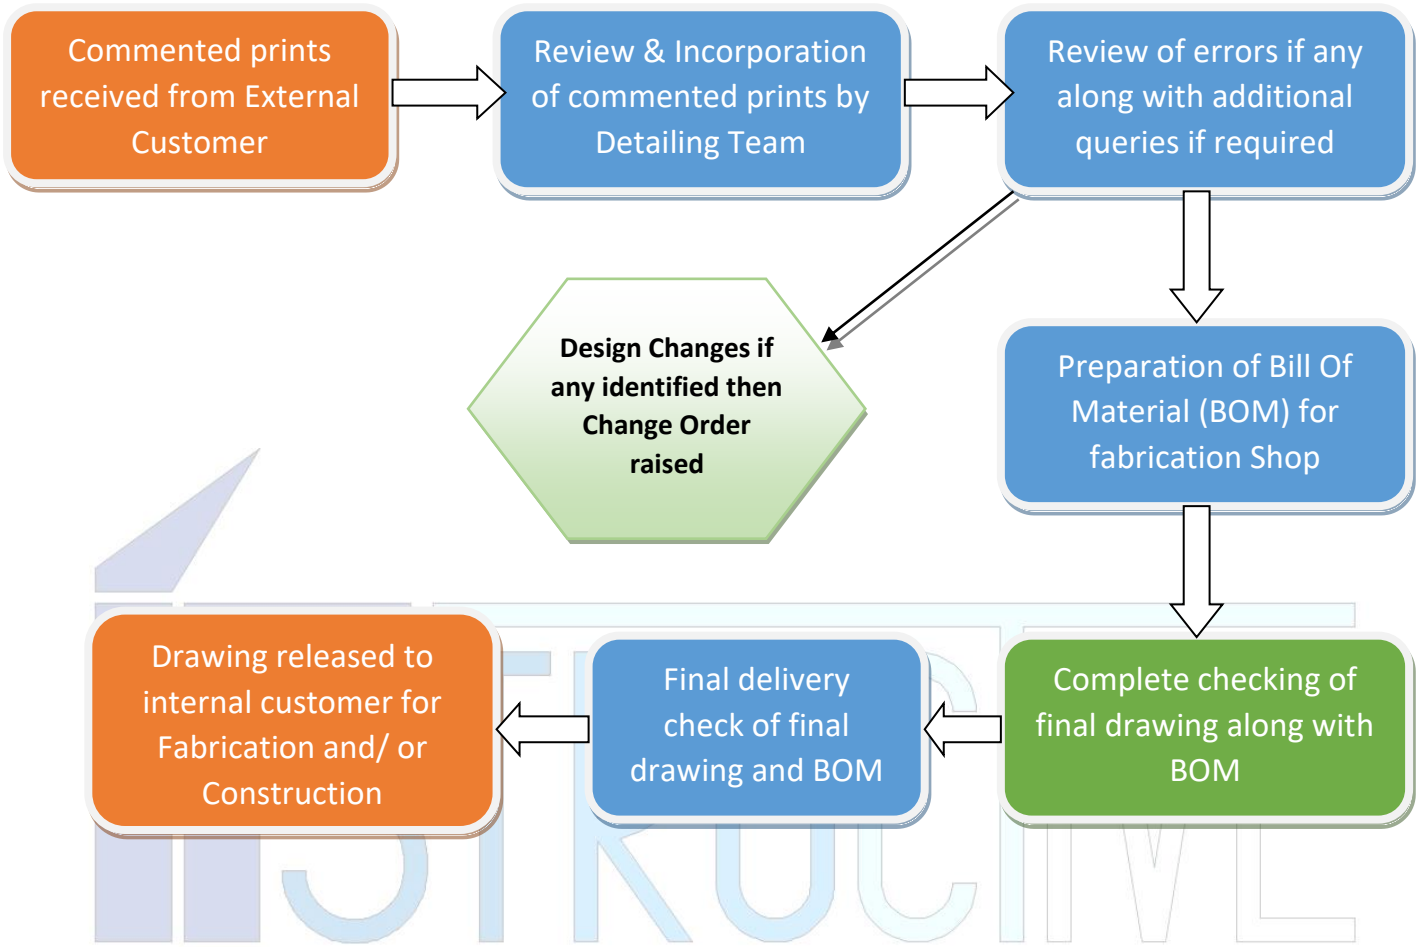 Commented prints
received from External
Customer
Review & Incorporation
of commented prints by
Detailing Team
Review of errors if any
along with additional
queries if required
Design Changes if
any identified then
Change Order
raised
Preparation of Bill Of
Material (BOM) for
fabrication Shop
Complete checking of
final drawing along with
BOM
Final delivery
check of final
drawing and BOM
Drawing released to
internal customer for
Fabrication and/ or
Construction